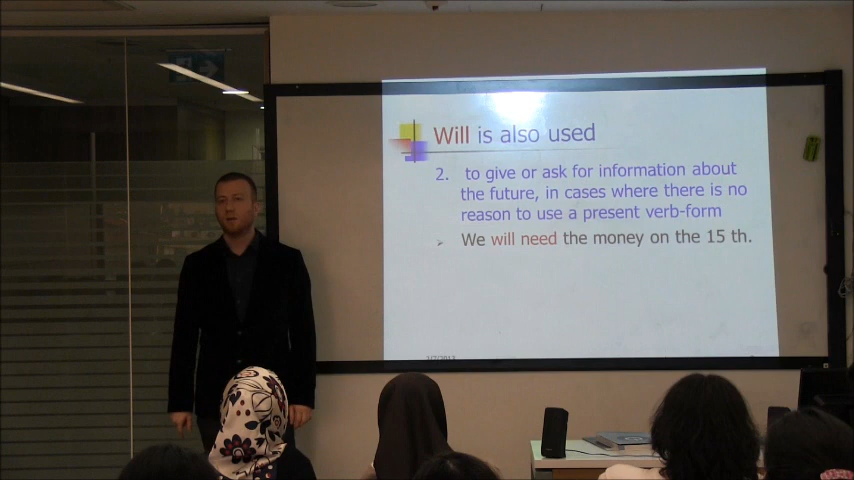 Will is also used
2. to give or ask for information about
the future, in cases where there is no
reason to use a present verb-form
We will need the money on the 15 th.